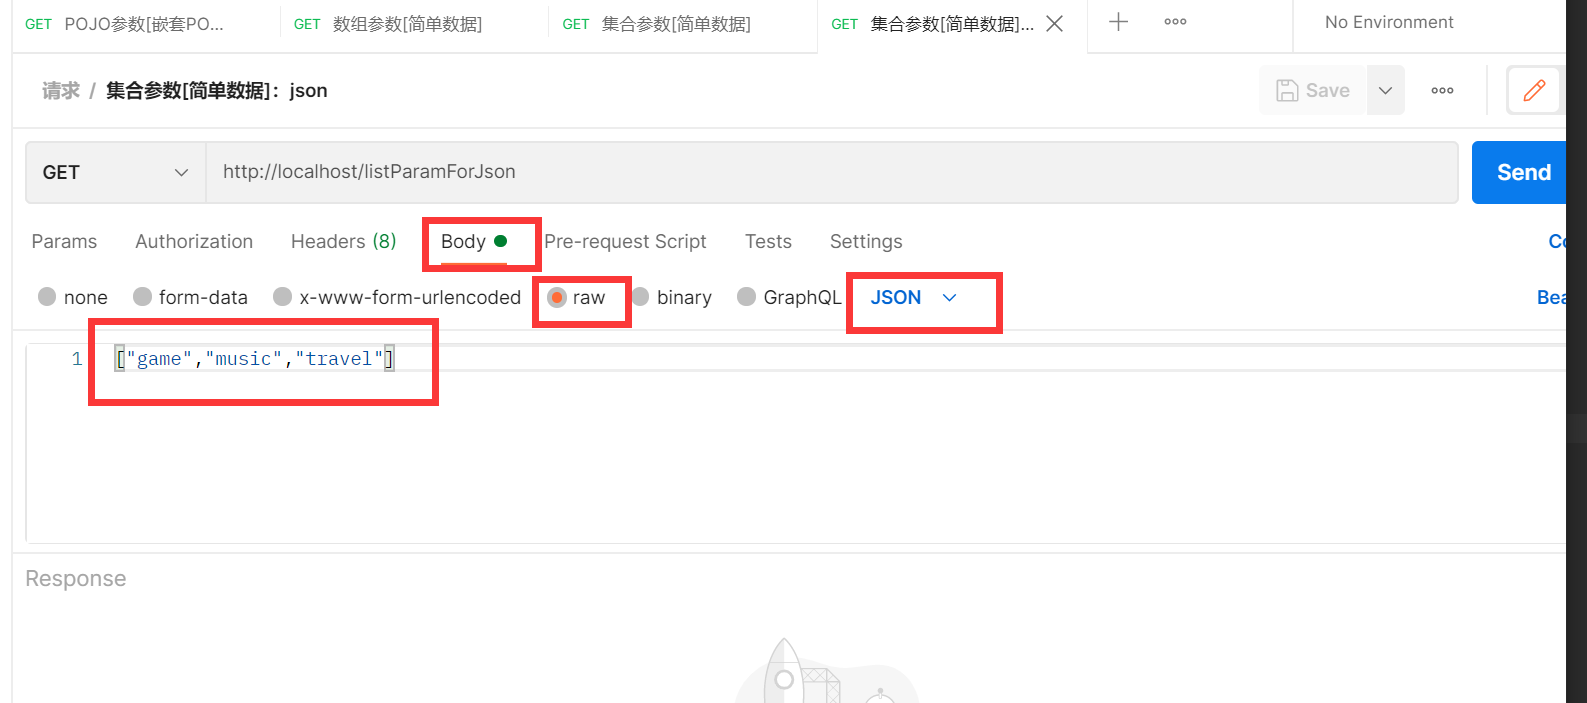 GET POJO参数[嵌套PO... GET 数组参数[简单数据] GET 集合参数[简单数据] GET 集合参数[简单数据]... No Environment
请求 / 集合参数[简单数据]：json Save
GET http://localhost/listParamForJson Send
Params Authorization Headers (8) Body Pre-request Script Tests Settings Co
none form-data x-www-form-urlencoded raw binary GraphQL JSON Bea
1 ["game","music","travel"]
Response